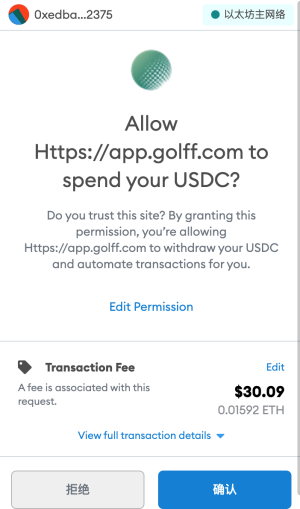 0xedba...2375
以太坊主网络
Allow
Https://app.golff.com to
spend your USDC?
Do you trust this site? By granting this
permission, you're allowing
Https://app.golff.com to withdraw your USDC
and automate transactions for you.
Edit Permission
Transaction Fee
Edit
A fee is associated with this
request.
$30.09
0.01592 ETH
View full transaction details
拒绝
确认